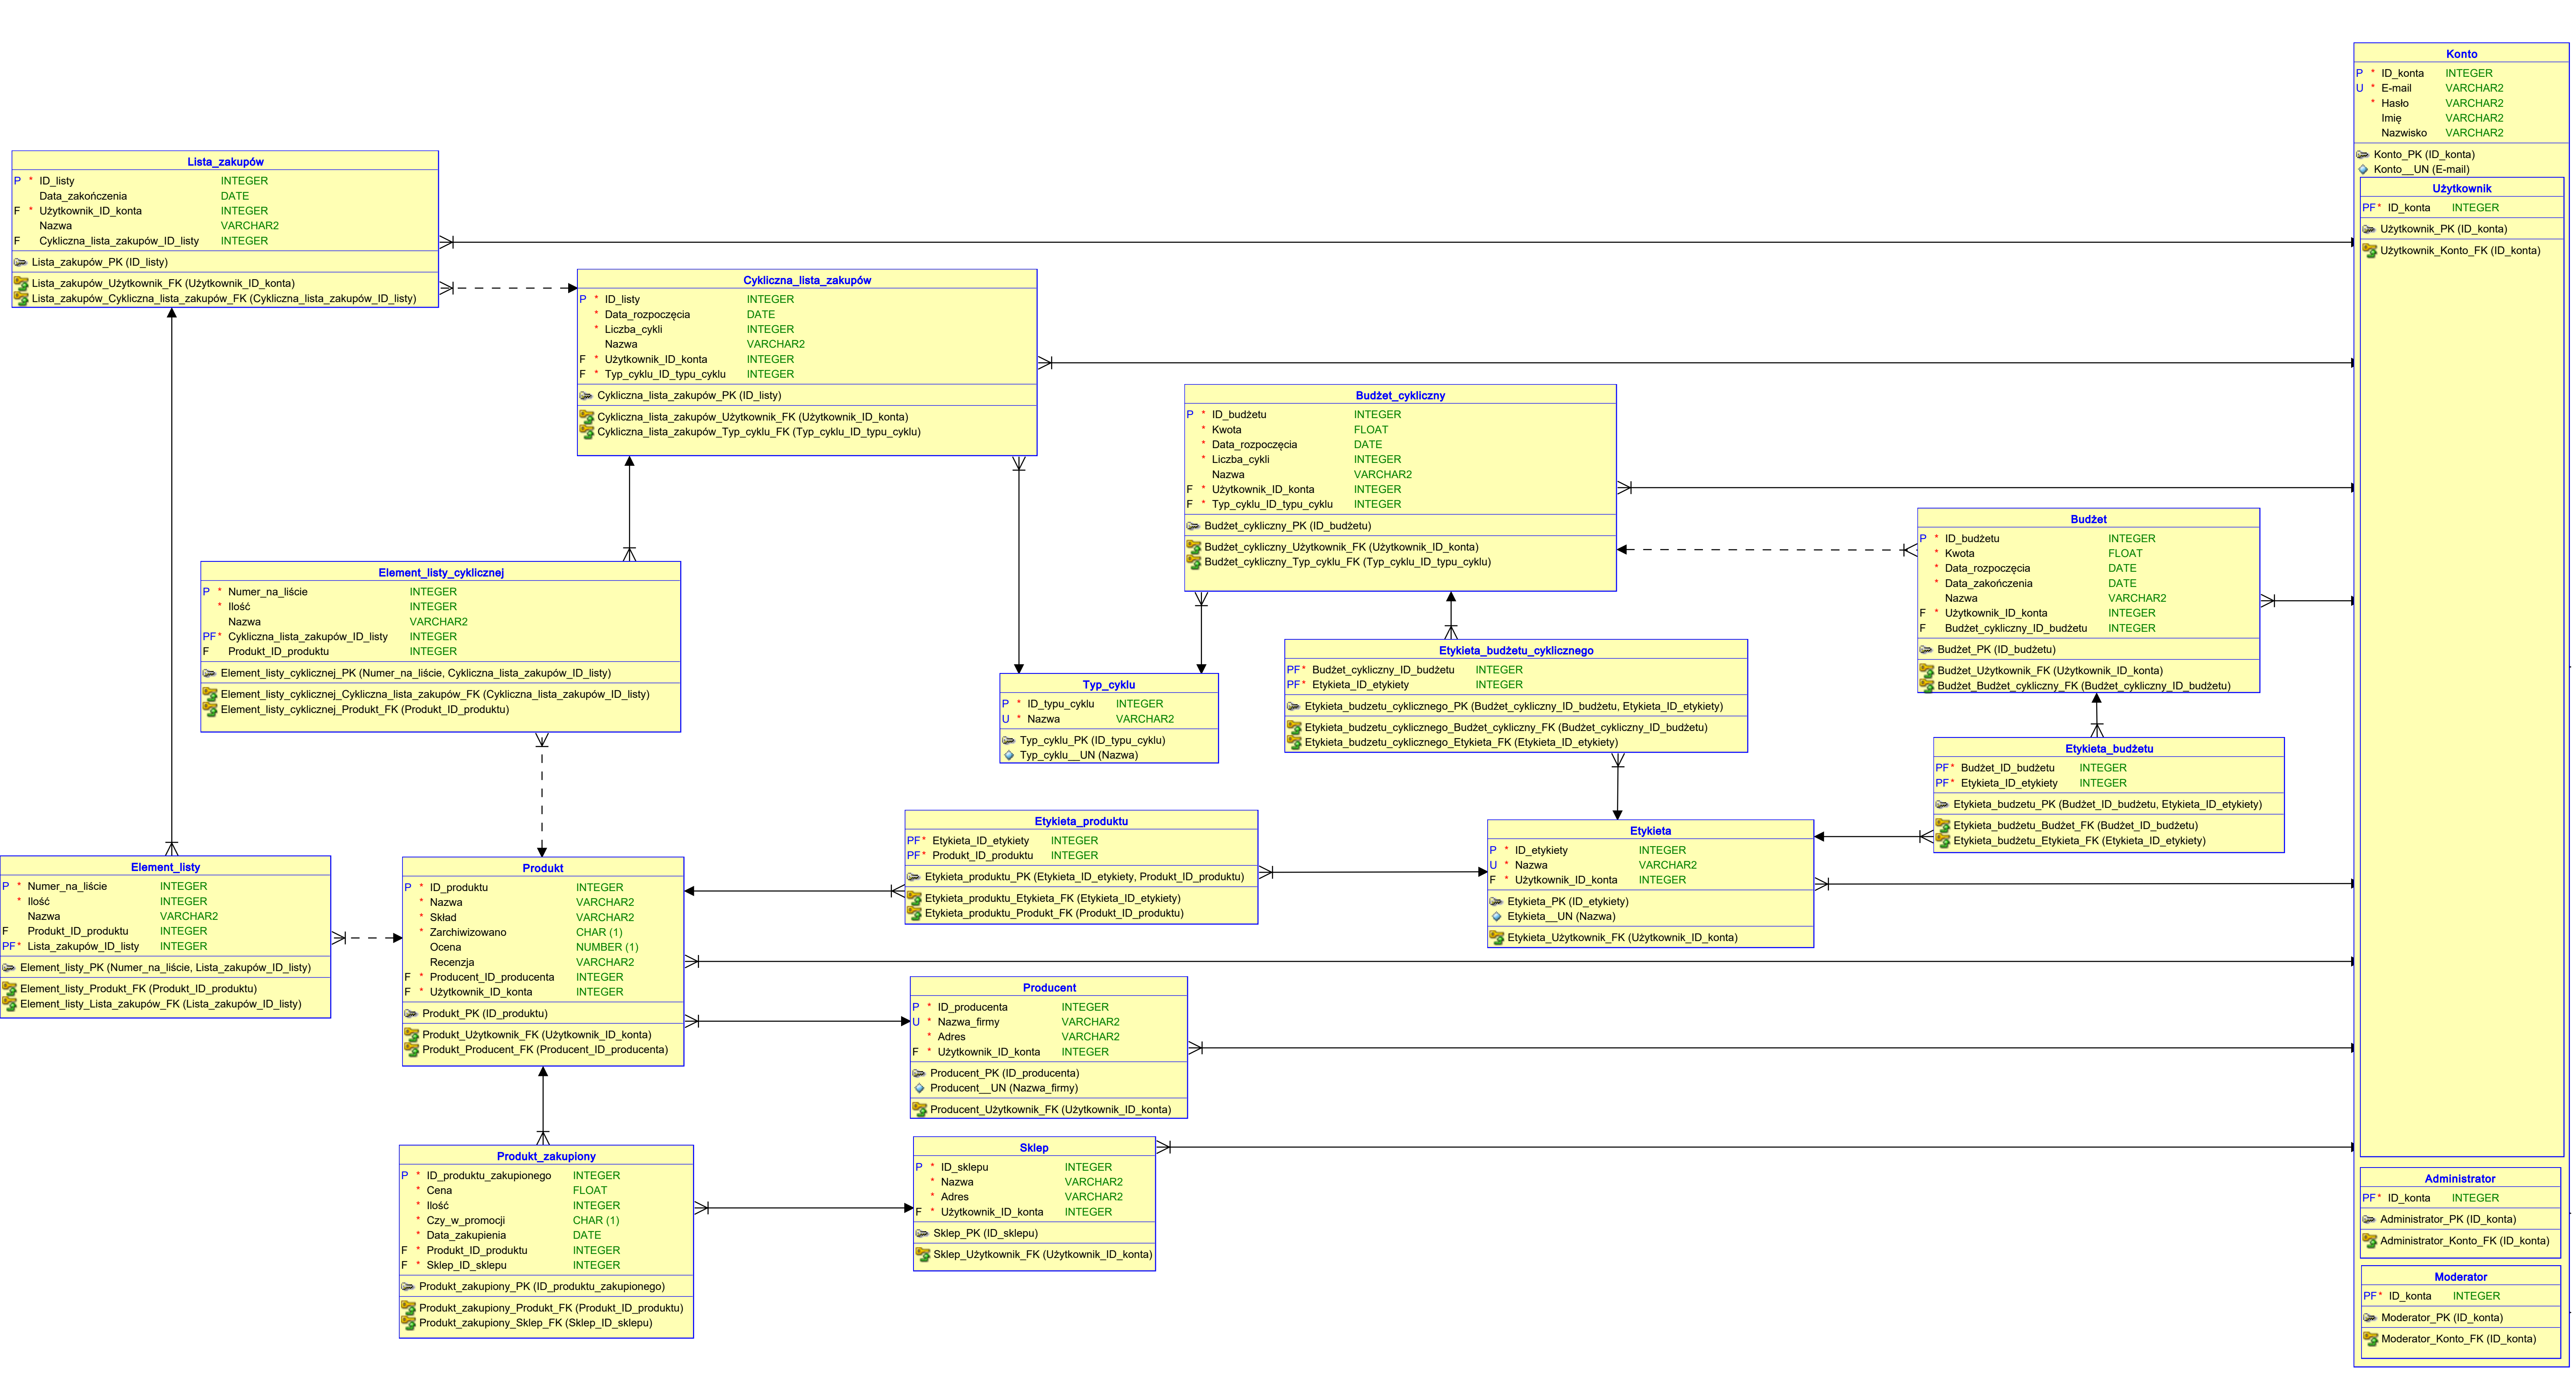 Konto
P * ID_konta INTEGER
U * E-mail VARCHAR2
* Hasło VARCHAR2
Imię VARCHAR2
Nazwisko VARCHAR2
Konto_PK (ID_konta)
Konto__UN (E-mail)
Użytkownik
PF* ID_konta INTEGER
Użytkownik_PK (ID_konta)
Użytkownik_Konto_FK (ID_konta)
Lista_zakupów
P * ID_listy INTEGER
Data_zakończenia DATE
F * Użytkownik_ID_konta INTEGER
Nazwa VARCHAR2
F Cykliczna_lista_zakupów_ID_listy INTEGER
Lista_zakupów_PK (ID_listy)
Lista_zakupów_Użytkownik_FK (Użytkownik_ID_konta)
Lista_zakupów_Cykliczna_lista_zakupów_FK (Cykliczna_lista_zakupów_ID_listy)
Cykliczna_lista_zakupów
P * ID_listy INTEGER
* Data_rozpoczęcia DATE
* Liczba_cykli INTEGER
Nazwa VARCHAR2
F * Użytkownik_ID_konta INTEGER
F * Typ_cyklu_ID_typu_cyklu INTEGER
Cykliczna_lista_zakupów_PK (ID_listy)
Cykliczna_lista_zakupów_Użytkownik_FK (Użytkownik_ID_konta)
Cykliczna_lista_zakupów_Typ_cyklu_FK (Typ_cyklu_ID_typu_cyklu)
Budżet_cykliczny
P * ID_budżetu INTEGER
* Kwota FLOAT
* Data_rozpoczęcia DATE
* Liczba_cykli INTEGER
Nazwa VARCHAR2
F * Użytkownik_ID_konta INTEGER
F * Typ_cyklu_ID_typu_cyklu INTEGER
Budżet_cykliczny_PK (ID_budżetu)
Budżet_cykliczny_Użytkownik_FK (Użytkownik_ID_konta)
Budżet_cykliczny_Typ_cyklu_FK (Typ_cyklu_ID_typu_cyklu)
Budżet
P * ID_budżetu INTEGER
* Kwota FLOAT
* Data_rozpoczęcia DATE
* Data_zakończenia DATE
Nazwa VARCHAR2
F * Użytkownik_ID_konta INTEGER
F Budżet_cykliczny_ID_budżetu INTEGER
Budżet_PK (ID_budżetu)
Budżet_Użytkownik_FK (Użytkownik_ID_konta)
Budżet_Budżet_cykliczny_FK (Budżet_cykliczny_ID_budżetu)
Element_listy_cyklicznej
P * Numer_na_liście INTEGER
* Ilość INTEGER
Nazwa VARCHAR2
PF* Cykliczna_lista_zakupów_ID_listy INTEGER
F Produkt_ID_produktu INTEGER
Element_listy_cyklicznej_PK (Numer_na_liście, Cykliczna_lista_zakupów_ID_listy)
Element_listy_cyklicznej_Cykliczna_lista_zakupów_FK (Cykliczna_lista_zakupów_ID_listy)
Element_listy_cyklicznej_Produkt_FK (Produkt_ID_produktu)
Typ_cyklu
P * ID_typu_cyklu INTEGER
U * Nazwa VARCHAR2
Typ_cyklu_PK (ID_typu_cyklu)
Typ_cyklu__UN (Nazwa)
Etykieta_budżetu_cyklicznego
PF* Budżet_cykliczny_ID_budżetu INTEGER
PF* Etykieta_ID_etykiety INTEGER
Etykieta_budzetu_cyklicznego_PK (Budżet_cykliczny_ID_budżetu, Etykieta_ID_etykiety)
Etykieta_budzetu_cyklicznego_Budżet_cykliczny_FK (Budżet_cykliczny_ID_budżetu)
Etykieta_budzetu_cyklicznego_Etykieta_FK (Etykieta_ID_etykiety)
Etykieta_budżetu
PF* Budżet_ID_budżetu INTEGER
PF* Etykieta_ID_etykiety INTEGER
Etykieta_budzetu_PK (Budżet_ID_budżetu, Etykieta_ID_etykiety)
Etykieta_budżetu_Budżet_FK (Budżet_ID_budżetu)
Etykieta_budżetu_Etykieta_FK (Etykieta_ID_etykiety)
Element_listy
P * Numer_na_liście INTEGER
* Ilość INTEGER
Nazwa VARCHAR2
F Produkt_ID_produktu INTEGER
PF* Lista_zakupów_ID_listy INTEGER
Element_listy_PK (Numer_na_liście, Lista_zakupów_ID_listy)
Element_listy_Produkt_FK (Produkt_ID_produktu)
Element_listy_Lista_zakupów_FK (Lista_zakupów_ID_listy)
Produkt
P * ID_produktu INTEGER
* Nazwa VARCHAR2
* Skład VARCHAR2
* Zarchiwizowano CHAR (1)
Ocena NUMBER (1)
Recenzja VARCHAR2
F * Producent_ID_producenta INTEGER
F * Użytkownik_ID_konta INTEGER
Produkt_PK (ID_produktu)
Produkt_Użytkownik_FK (Użytkownik_ID_konta)
Produkt_Producent_FK (Producent_ID_producenta)
Etykieta_produktu
PF* Etykieta_ID_etykiety INTEGER
PF* Produkt_ID_produktu INTEGER
Etykieta_produktu_PK (Etykieta_ID_etykiety, Produkt_ID_produktu)
Etykieta_produktu_Etykieta_FK (Etykieta_ID_etykiety)
Etykieta_produktu_Produkt_FK (Produkt_ID_produktu)
Etykieta
P * ID_etykiety INTEGER
U * Nazwa VARCHAR2
F * Użytkownik_ID_konta INTEGER
Etykieta_PK (ID_etykiety)
Etykieta__UN (Nazwa)
Etykieta_Użytkownik_FK (Użytkownik_ID_konta)
Producent
P * ID_producenta INTEGER
U * Nazwa_firmy VARCHAR2
* Adres VARCHAR2
F * Użytkownik_ID_konta INTEGER
Producent_PK (ID_producenta)
Producent__UN (Nazwa_firmy)
Producent_Użytkownik_FK (Użytkownik_ID_konta)
Produkt_zakupiony
P * ID_produktu_zakupionego INTEGER
* Cena FLOAT
* Ilość INTEGER
* Czy_w_promocji CHAR (1)
* Data_zakupienia DATE
F * Produkt_ID_produktu INTEGER
F * Sklep_ID_sklepu INTEGER
Produkt_zakupiony_PK (ID_produktu_zakupionego)
Produkt_zakupiony_Produkt_FK (Produkt_ID_produktu)
Produkt_zakupiony_Sklep_FK (Sklep_ID_sklepu)
Sklep
P * ID_sklepu INTEGER
* Nazwa VARCHAR2
* Adres VARCHAR2
F * Użytkownik_ID_konta INTEGER
Sklep_PK (ID_sklepu)
Sklep_Użytkownik_FK (Użytkownik_ID_konta)
Administrator
PF* ID_konta INTEGER
Administrator_PK (ID_konta)
Administrator_Konto_FK (ID_konta)
Moderator
PF* ID_konta INTEGER
Moderator_PK (ID_konta)
Moderator_Konto_FK (ID_konta)